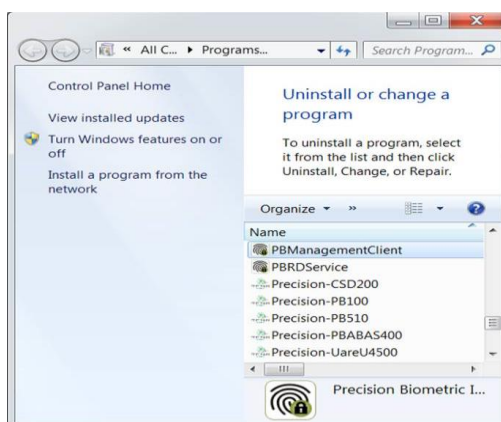 « All C... ▸ Programs...
Search Program...
Control Panel Home
View installed updates
Turn Windows features on or
off
Install a program from the
network
Uninstall or change a
program
To uninstall a program, select
it from the list and then click
Uninstall, Change, or Repair.
Organize ▾ »
Name
PBManagementClient
PBRDService
Precision-CSD200
Precision-PB100
Precision-PB510
Precision-PBABAS400
Precision-UareU4500
Precision Biometric I...